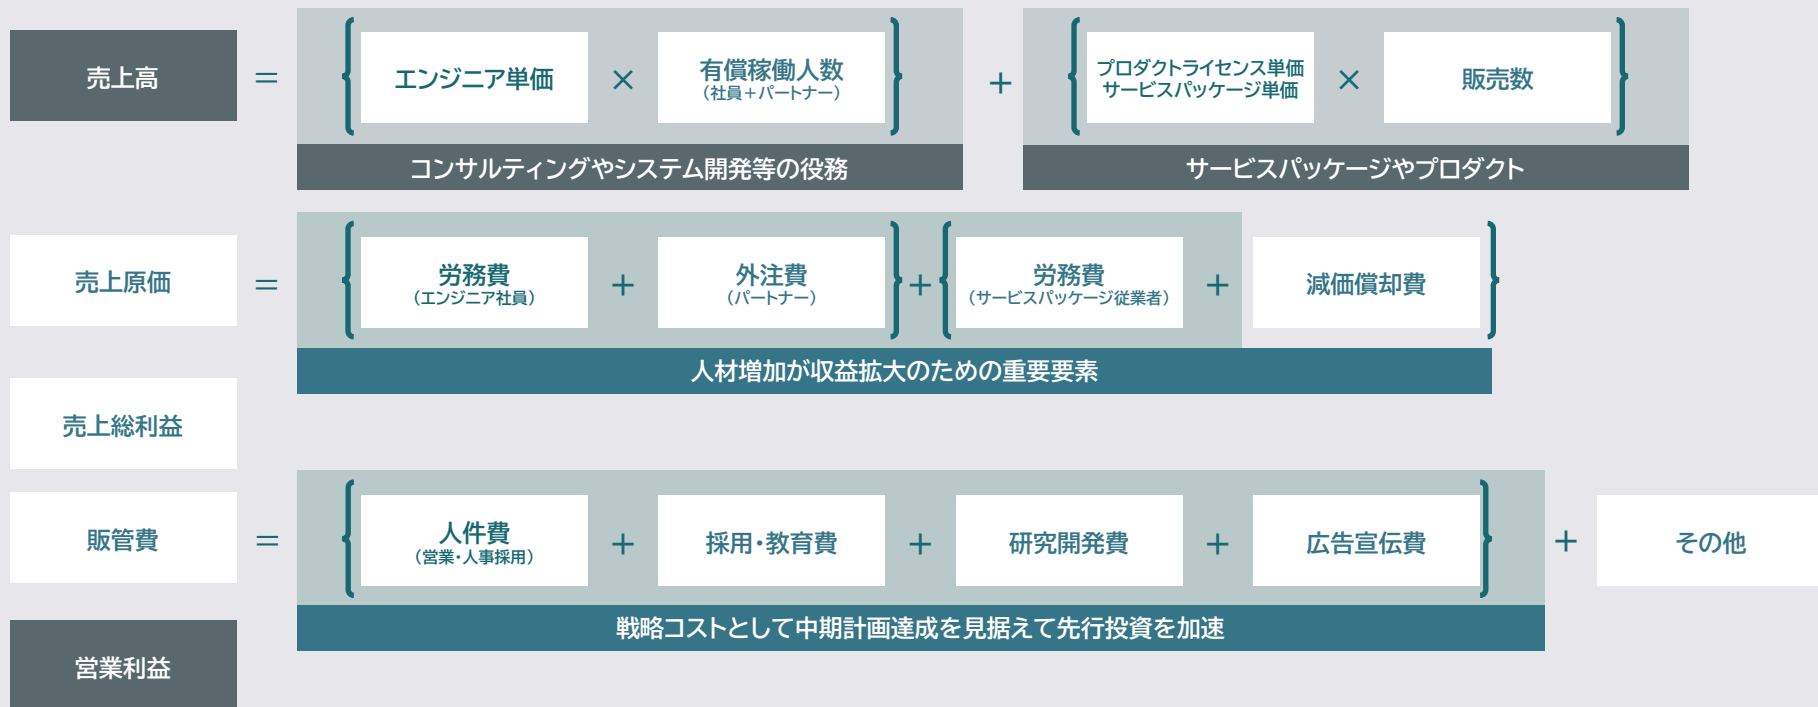 売上高
＝
エンジニア単価
×
有償稼働人数
（社員＋パートナー）
＋
プロダクトライセンス単価
サービスパッケージ単価
×
販売数
コンサルティングやシステム開発等の役務
サービスパッケージやプロダクト
売上原価
＝
労務費
（エンジニア社員）
＋
外注費
（パートナー）
＋
労務費
（サービスパッケージ従業者）
＋
減価償却費
人材増加が収益拡大のための重要要素
売上総利益
販管費
＝
人件費
（営業・人事採用）
＋
採用・教育費
＋
研究開発費
＋
広告宣伝費
＋
その他
戦略コストとして中期計画達成を見据えて先行投資を加速
営業利益